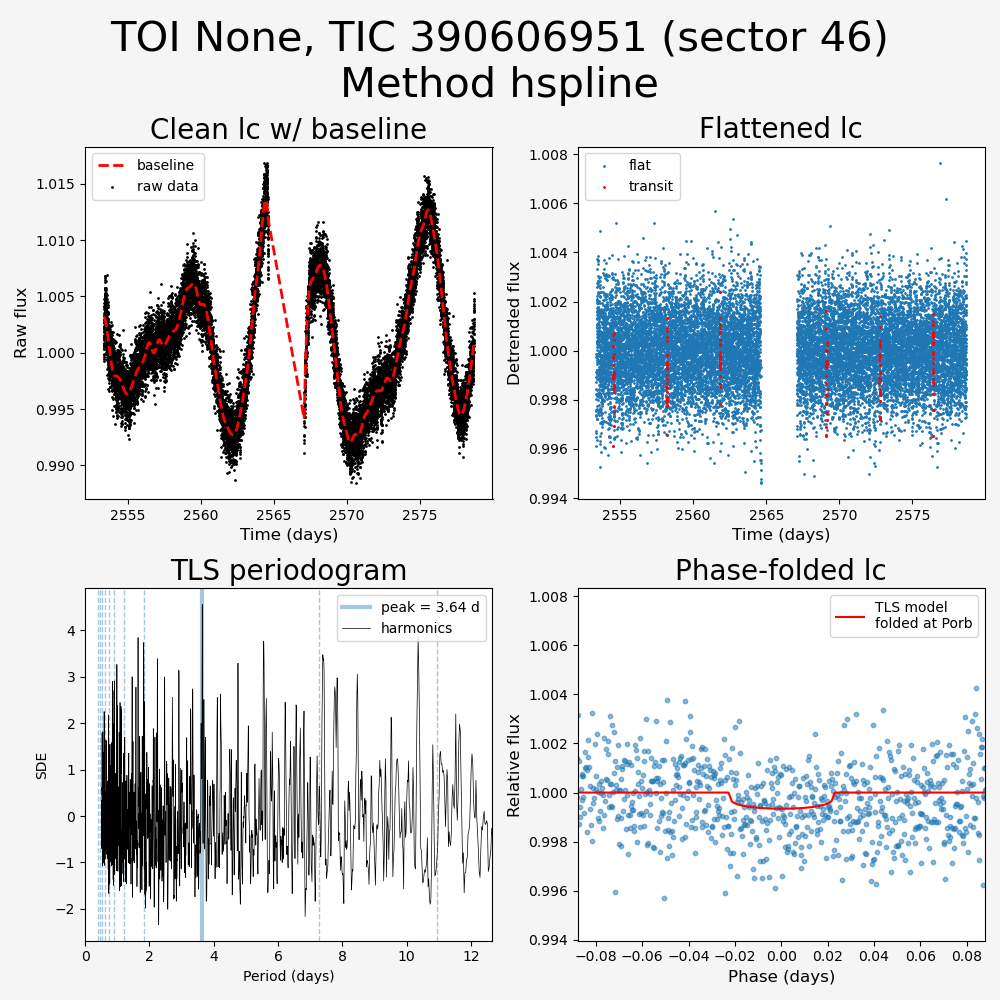 TOI None, TIC 390606951 (sector 46)
Method hspline
Clean lc w/ baseline
baseline
raw data
1.015
1.010
1.005
1.000
0.995
0.990
Raw flux
2555 2560 2565 2570 2575
Time (days)
Flattened lc
flat
transit
1.008
1.006
1.004
1.002
1.000
0.998
0.996
0.994
Detrended flux
2555 2560 2565 2570 2575
Time (days)
TLS periodogram
peak = 3.64 d
harmonics
4
3
2
1
0
−1
−2
SDE
0 2 4 6 8 10 12
Period (days)
Phase-folded lc
TLS model
folded at Porb
1.008
1.006
1.004
1.002
1.000
0.998
0.996
0.994
Relative flux
−0.08 −0.06 −0.04 −0.02 0.00 0.02 0.04 0.06 0.08
Phase (days)